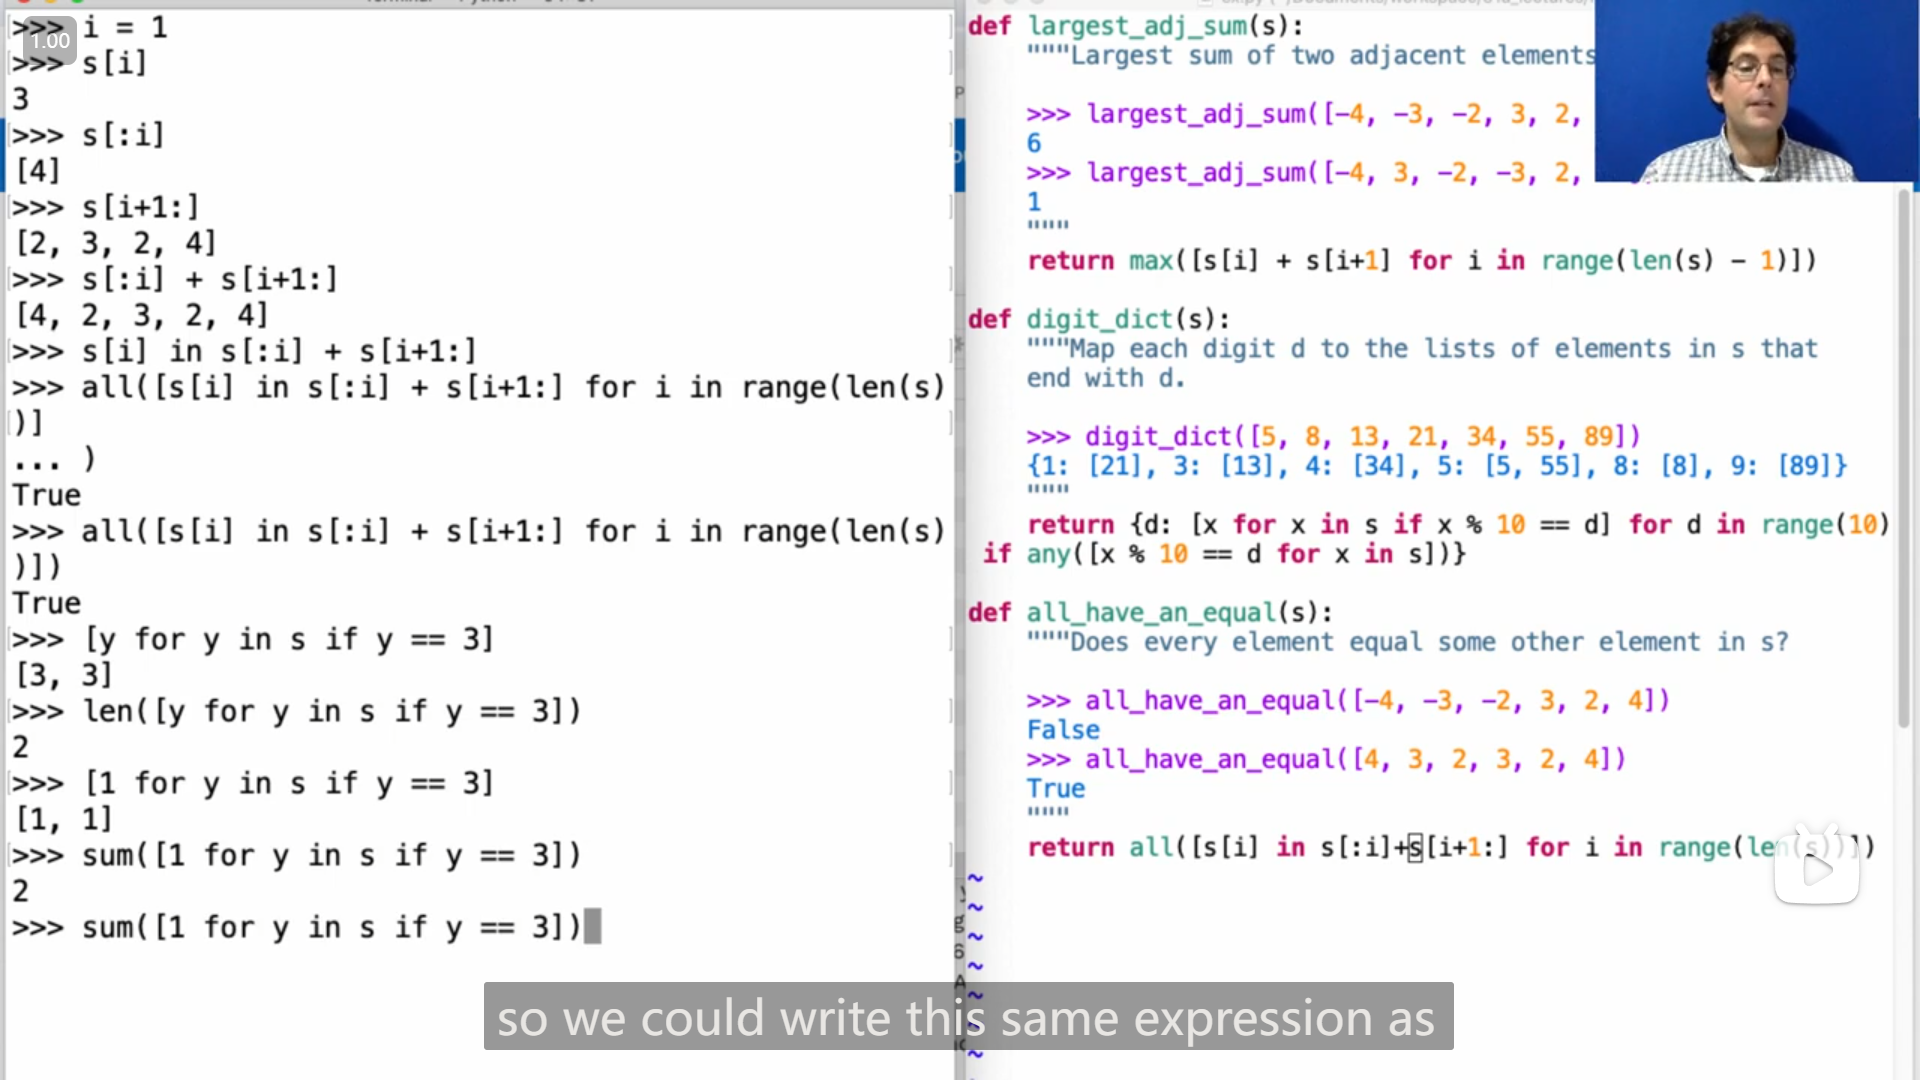 >>> i = 1
1.00
>>> s[i]
3
>>> s[:i]
[4]
>>> s[i+1:]
[2, 3, 2, 4]
>>> s[:i] + s[i+1:]
[4, 2, 3, 2, 4]
>>> s[i] in s[:i] + s[i+1:]
>>> all([s[i] in s[:i] + s[i+1:] for i in range(len(s)
)]
... )
True
>>> all([s[i] in s[:i] + s[i+1:] for i in range(len(s)
)])
True
>>> [y for y in s if y == 3]
[3, 3]
>>> len([y for y in s if y == 3])
2
>>> [1 for y in s if y == 3]
[1, 1]
>>> sum([1 for y in s if y == 3])
2
>>> sum([1 for y in s if y == 3])
def largest_adj_sum(s):
"""Largest sum of two adjacent elements
>>> largest_adj_sum([-4, -3, -2, 3, 2,
6
>>> largest_adj_sum([-4, 3, -2, -3, 2,
1
"""
return max([s[i] + s[i+1] for i in range(len(s) - 1)])
def digit_dict(s):
"""Map each digit d to the lists of elements in s that
end with d.
>>> digit_dict([5, 8, 13, 21, 34, 55, 89])
{1: [21], 3: [13], 4: [34], 5: [5, 55], 8: [8], 9: [89]}
"""
return {d: [x for x in s if x % 10 == d] for d in range(10)
if any([x % 10 == d for x in s])}
def all_have_an_equal(s):
"""Does every element equal some other element in s?
>>> all_have_an_equal([-4, -3, -2, 3, 2, 4])
False
>>> all_have_an_equal([4, 3, 2, 3, 2, 4])
True
"""
return all([s[i] in s[:i]+s[i+1:] for i in range(len(s))])
~
~
~
~
~
~
~
so we could write this same expression as